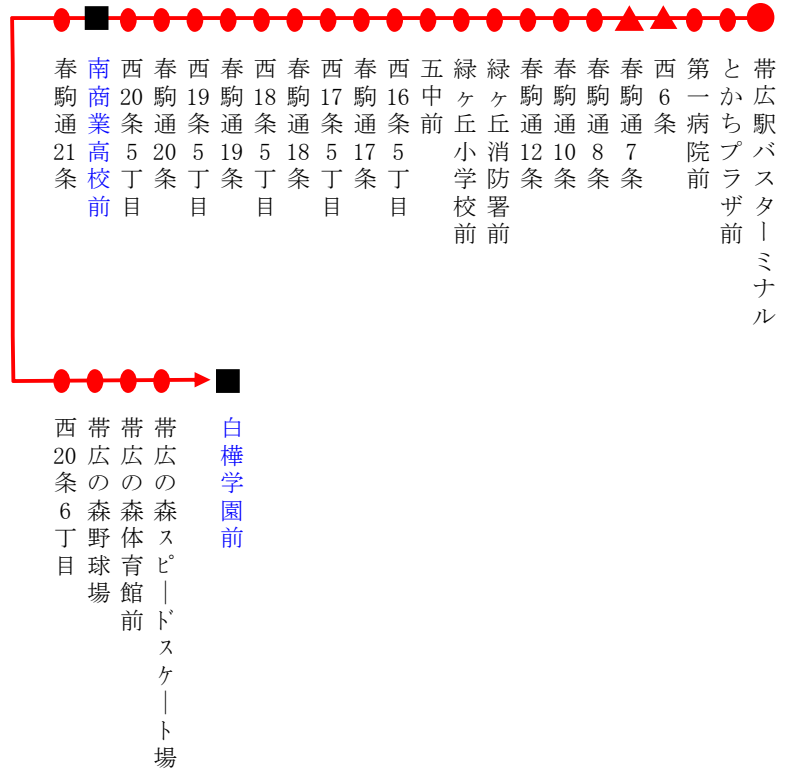 帯広駅バスターミナル
とかちプラザ前
第一病院前
西6条
春駒通7条
春駒通8条
春駒通10条
春駒通12条
緑ヶ丘消防署前
緑ヶ丘小学校前
五中前
西16条5丁目
春駒通17条
西17条5丁目
春駒通18条
西18条5丁目
春駒通19条
西19条5丁目
春駒通20条
西20条5丁目
南商業高校前
春駒通21条
西20条6丁目
帯広の森野球場
帯広の森体育館前
帯広の森スピードスケート場
白樺学園前